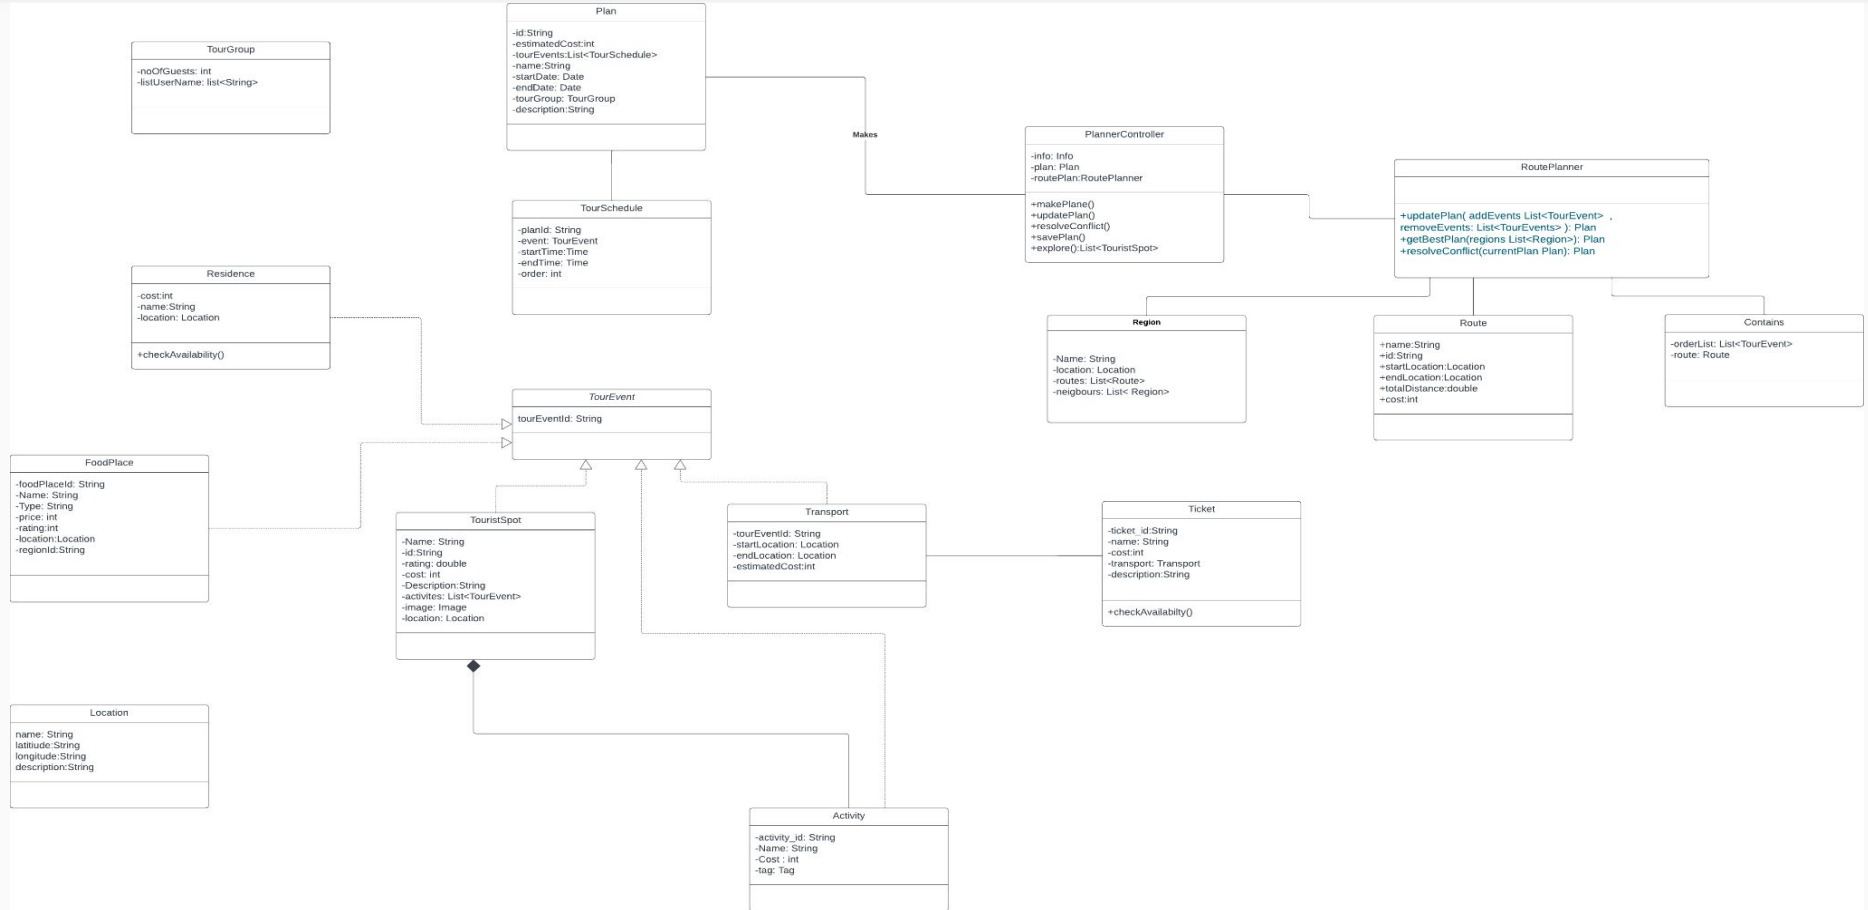 Plan
-id:String
-estimatedCost:int
-tourEvents:List<TourSchedule>
-name:String
-startDate: Date
-endDate: Date
-tourGroup: TourGroup
-description:String
TourGroup
-noOfGuests: int
-listUserName: list<String>
Makes
PlannerController
-info: Info
-plan: Plan
-routePlan:RoutePlanner
+makePlane()
+updatePlan()
+resolveConflict()
+savePlan()
+explore():List<TouristSpot>
RoutePlanner
+updatePlan( addEvents List<TourEvent> ,
removeEvents: List<TourEvents> ): Plan
+getBestPlan(regions List<Region>): Plan
+resolveConflict(currentPlan Plan): Plan
TourSchedule
-planId: String
-event: TourEvent
-startTime:Time
-endTime: Time
-order: int
Residence
-cost:int
-name:String
-location: Location
+checkAvailability()
Region
-Name: String
-location: Location
-routes: List<Route>
-neigbours: List< Region>
Route
+name:String
+id:String
+startLocation:Location
+endLocation:Location
+totalDistance:double
+cost:int
Contains
-orderList: List<TourEvent>
-route: Route
TourEvent
tourEventId: String
FoodPlace
-foodPlaceId: String
-Name: String
-Type: String
-price: int
-rating:int
-location:Location
-regionId:String
TouristSpot
-Name: String
-id:String
-rating: double
-cost: int
-Description:String
-activites: List<TourEvent>
-image: Image
-location: Location
Transport
-tourEventId: String
-startLocation: Location
-endLocation: Location
-estimatedCost:int
Ticket
-ticket_id:String
-name: String
-cost:int
-transport: Transport
-description:String
+checkAvailabilty()
Location
name: String
latitiude:String
longitude:String
description:String
Activity
-activity_id: String
-Name: String
-Cost : int
-tag: Tag